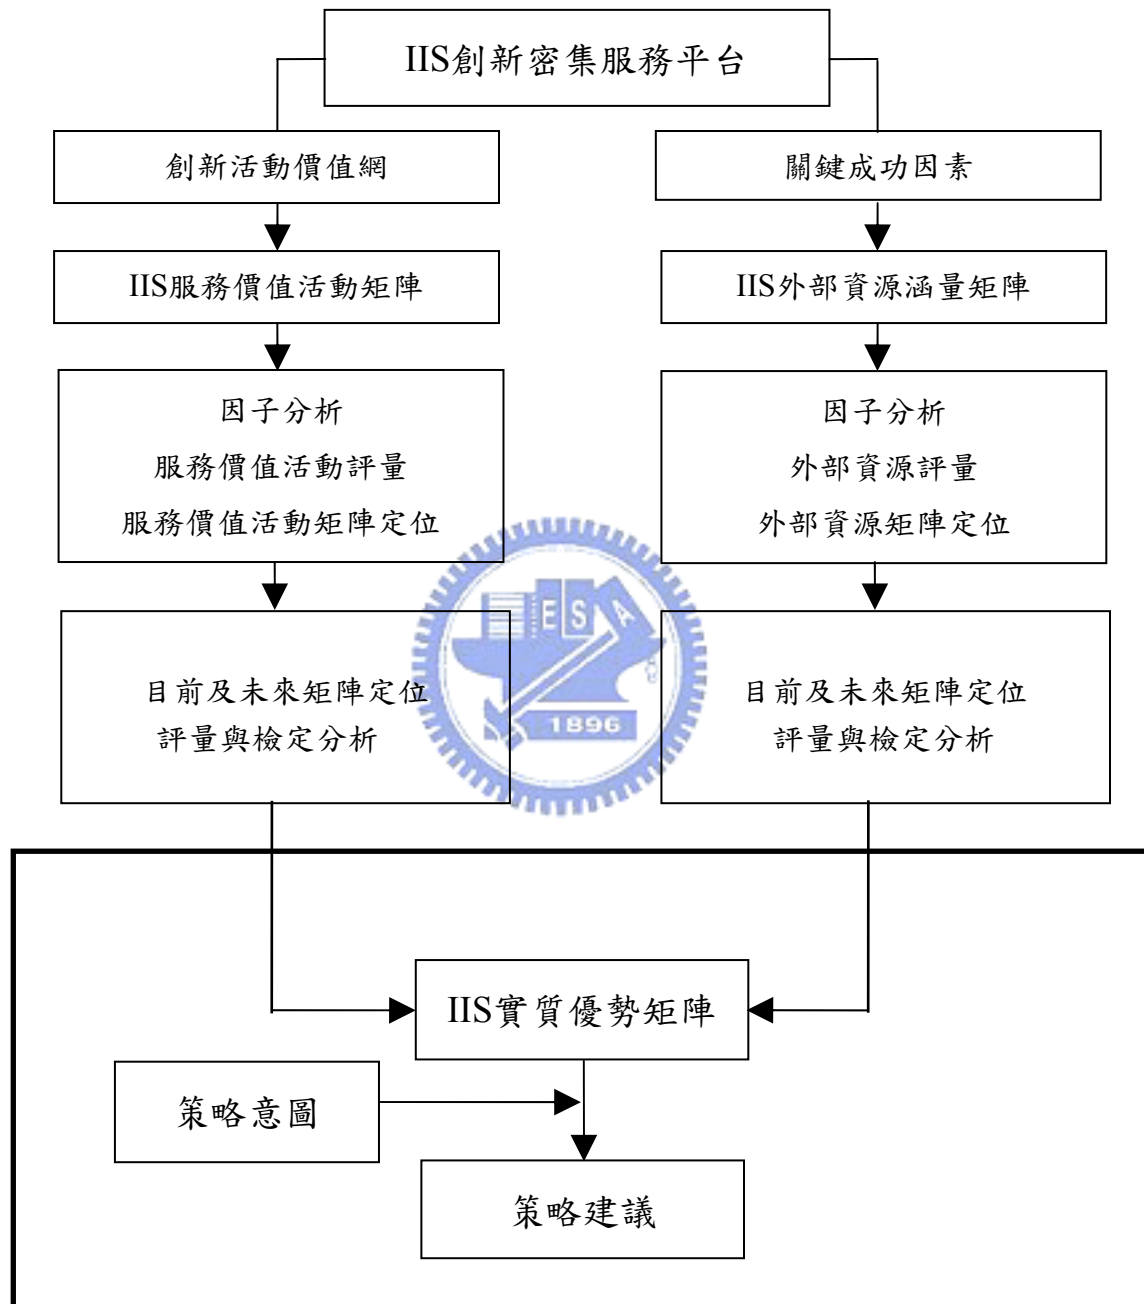 IIS創新密集服務平台
創新活動價值網
關鍵成功因素
IIS服務價值活動矩陣
IIS外部資源涵量矩陣
因子分析
服務價值活動評量
服務價值活動矩陣定位
因子分析
外部資源評量
外部資源矩陣定位
E S A
1896
目前及未來矩陣定位
評量與檢定分析
目前及未來矩陣定位
評量與檢定分析
IIS實質優勢矩陣
策略意圖
策略建議